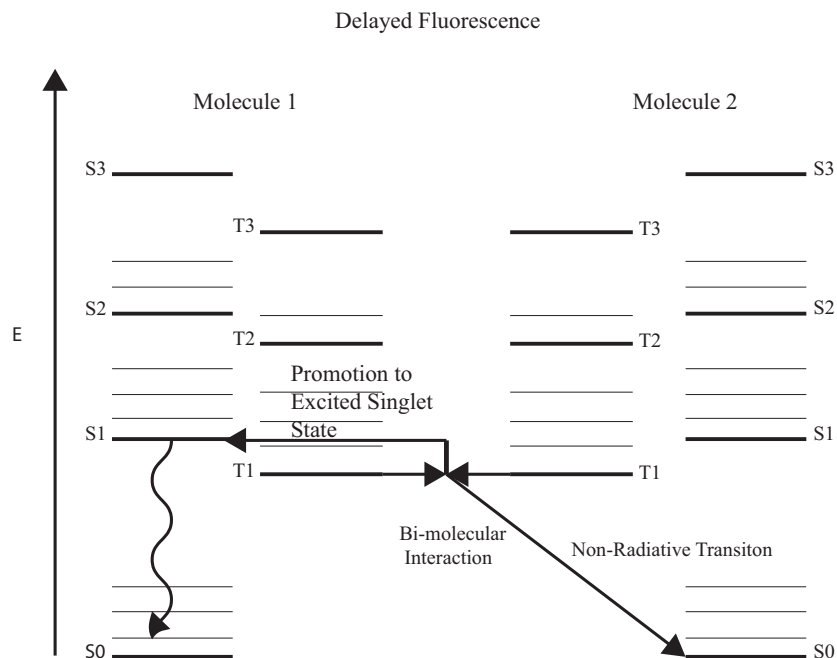 Delayed Fluorescence
Molecule 1
Molecule 2
S3
S3
T3
T3
S2
S2
E
T2
T2
Promotion to
Excited Singlet
State
S1
S1
T1
T1
Bi-molecular
Interaction
Non-Radiative Transiton
S0
S0